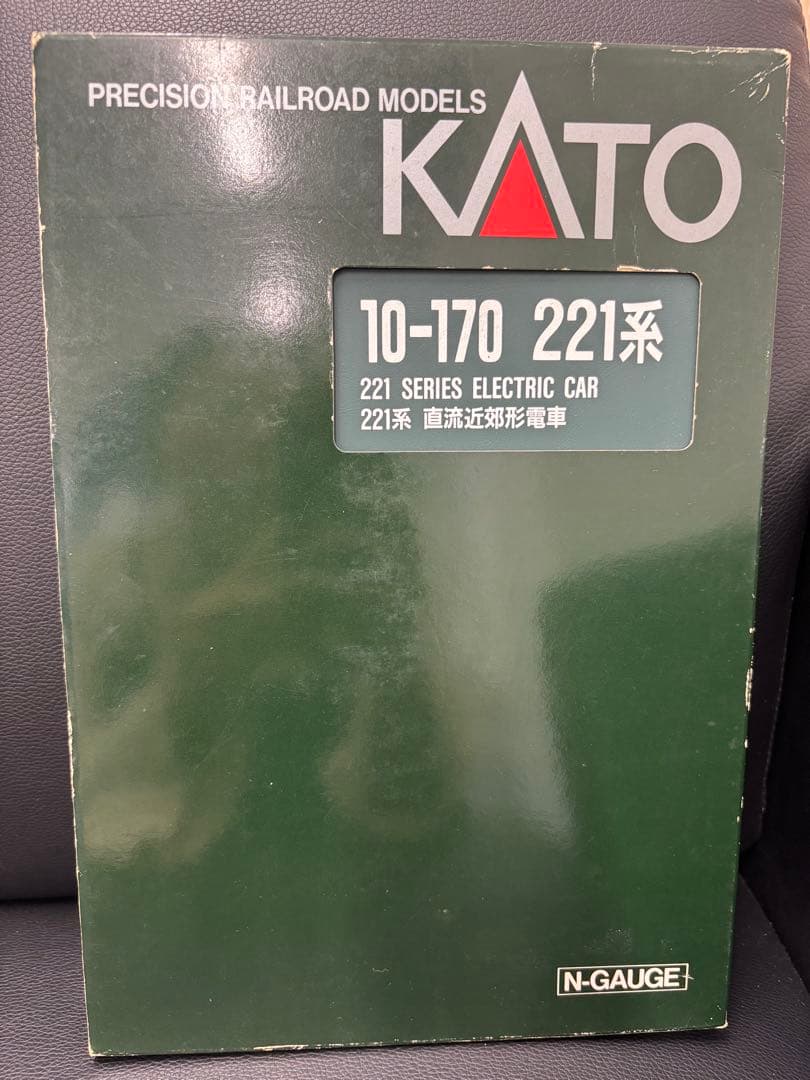 PRECISION RAILROAD MODELS
KATO
10-170 221系
221 SERIES ELECTRIC CAR
221系 直流近郊形電車
N-GAUGE